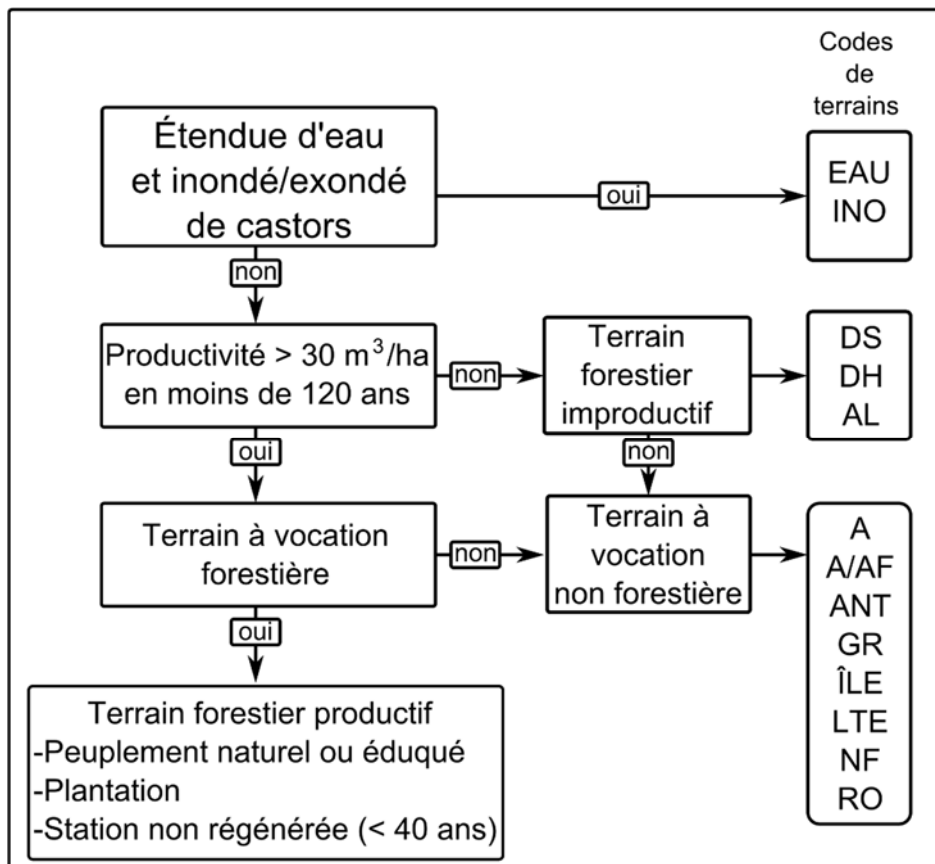 Codes
de
terrains
Étendue d'eau
et inondé/exondé
de castors
oui
EAU
INO
non
Productivité > 30 m³/ha
en moins de 120 ans
non
Terrain
forestier
improductif
DS
DH
AL
oui
non
Terrain à vocation
forestière
non
Terrain à
vocation
non forestière
A
A/AF
ANT
GR
ÎLE
LTE
NF
RO
oui
Terrain forestier productif
-Peuplement naturel ou éduqué
-Plantation
-Station non régénérée (< 40 ans)